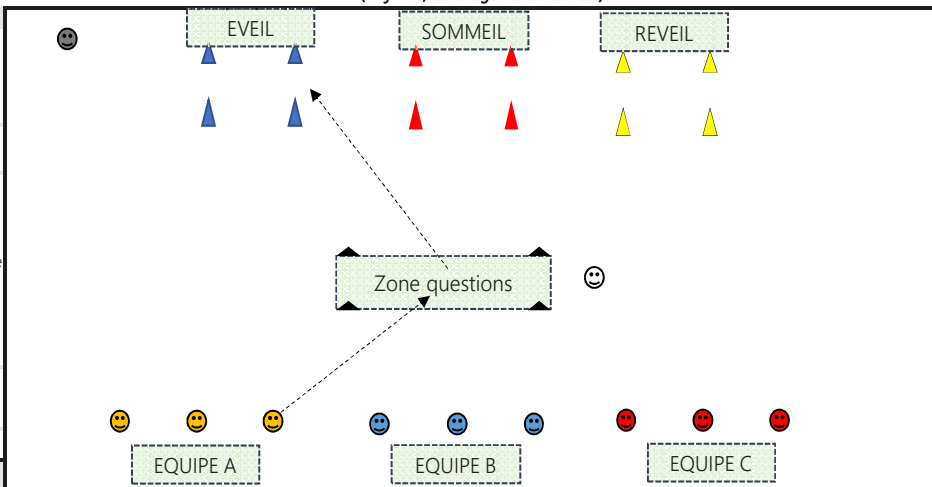 EVEIL
SOMMEIL
REVEIL
Zone questions
EQUIPE A
EQUIPE B
EQUIPE C